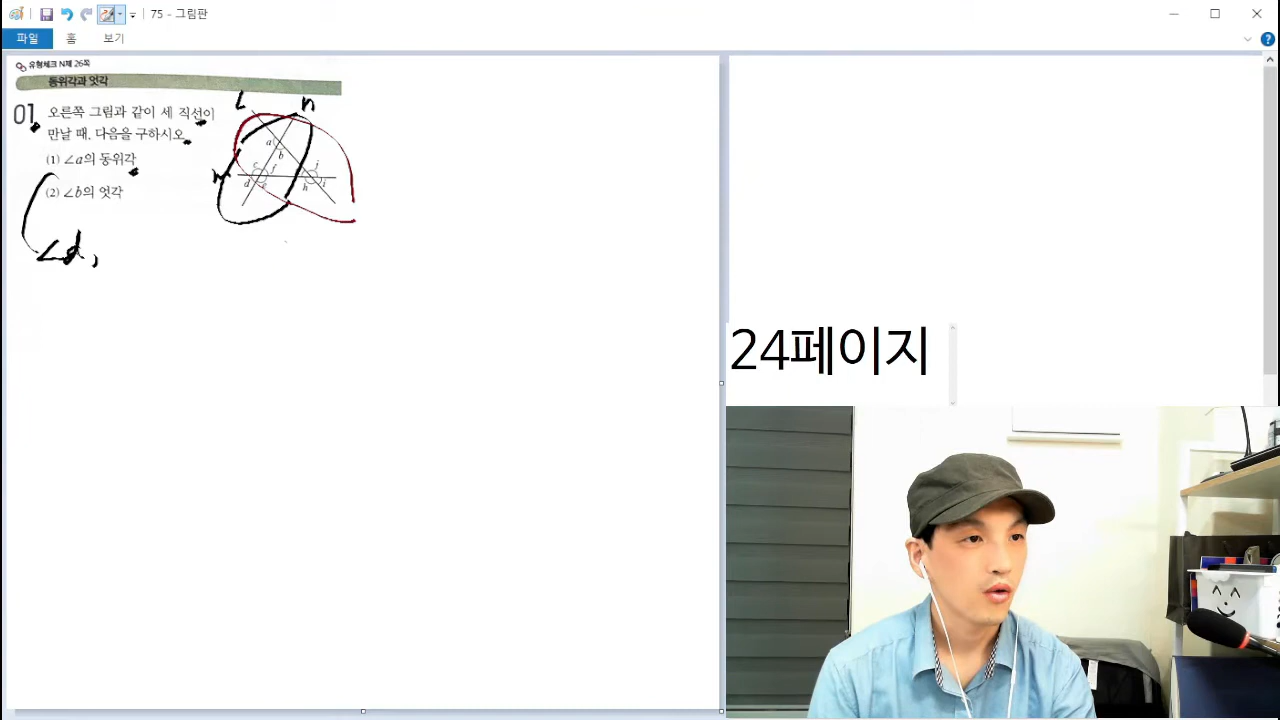 75 - 그림판
파일 홈 보기
유형체크 N제 26쪽
동위각과 엇각
01 오른쪽 그림과 같이 세 직선이
만날 때, 다음을 구하시오.
(1) ∠a의 동위각
(2) ∠b의 엇각
∠d,
l n
a
b
c f j
d e h i
24페이지